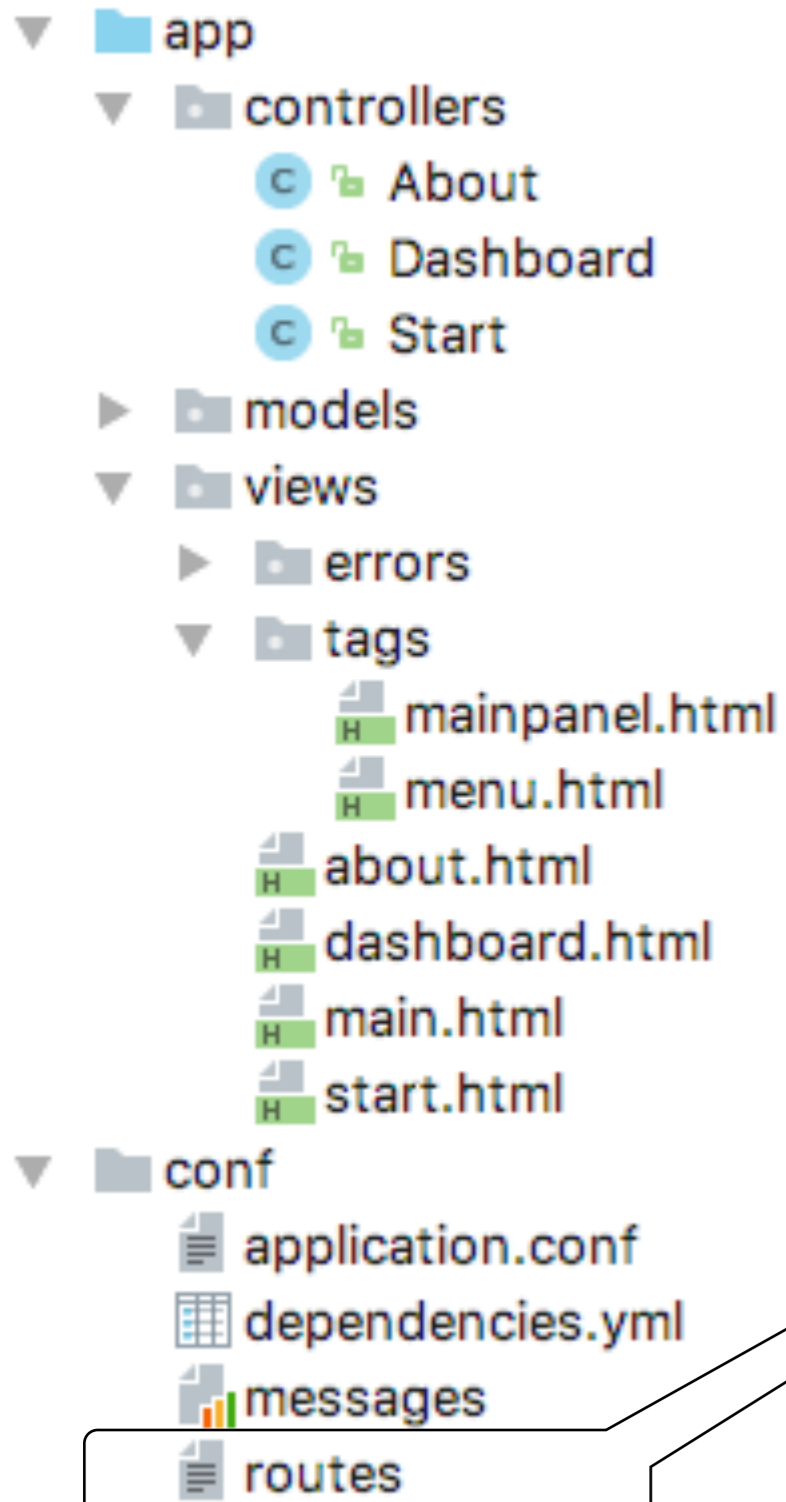 app
controllers
C About
C Dashboard
C Start
models
views
errors
tags
H mainpanel.html
H menu.html
H about.html
H dashboard.html
H main.html
H start.html
conf
application.conf
dependencies.yml
messages
routes